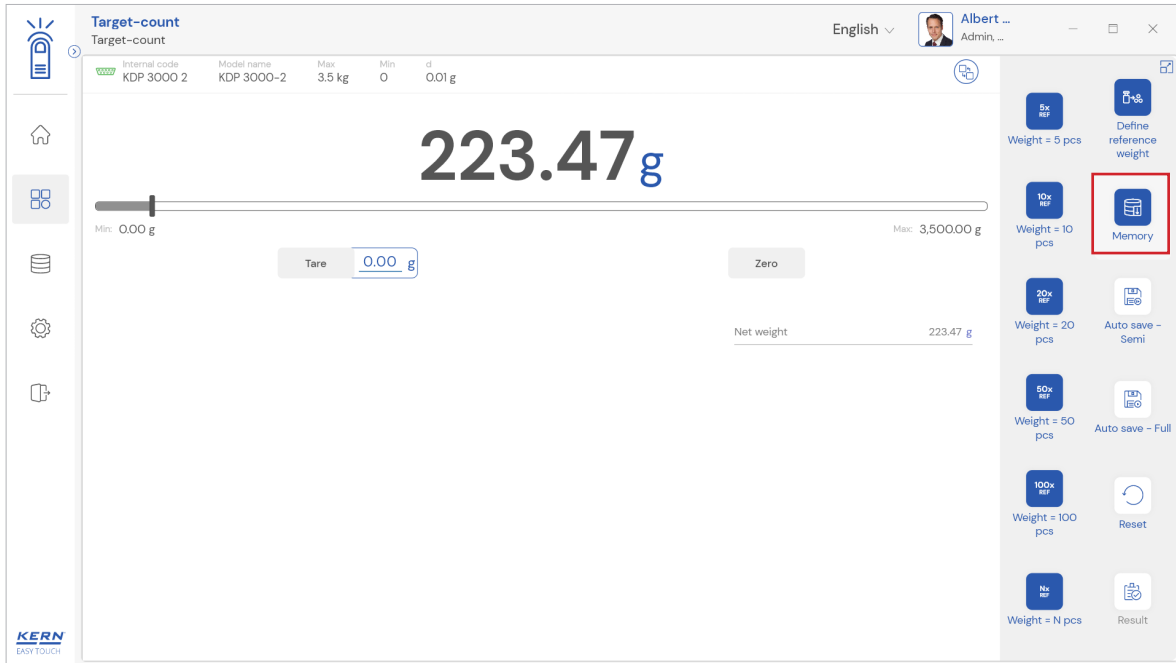 Target-count
Target-count
English
Albert ...
Admin, ...
Internal code
KDP 3000 2
Model name
KDP 3000-2
Max
3.5 kg
Min
0
d
0.01 g
223.47 g
Min: 0.00 g
Max: 3,500.00 g
Tare
0.00 g
Zero
Net weight 223.47 g
5x
REF
Weight = 5 pcs
Define
reference
weight
10x
REF
Weight = 10
pcs
Memory
20x
REF
Weight = 20
pcs
Auto save -
Semi
50x
REF
Weight = 50
pcs
Auto save - Full
100x
REF
Weight = 100
pcs
Reset
Nx
REF
Weight = N pcs
Result
KERN
EASY TOUCH